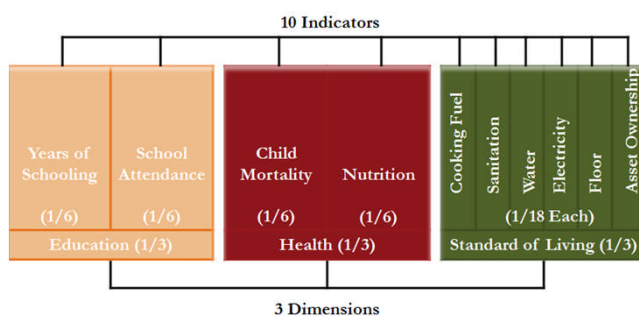 10 Indicators
Years of
Schooling
(1/6)
School
Attendance
(1/6)
Education (1/3)
Child
Mortality
(1/6)
Nutrition
(1/6)
Health (1/3)
Cooking Fuel
Sanitation
Water
Electricity
Floor
Asset Ownership
(1/18 Each)
Standard of Living (1/3)
3 Dimensions